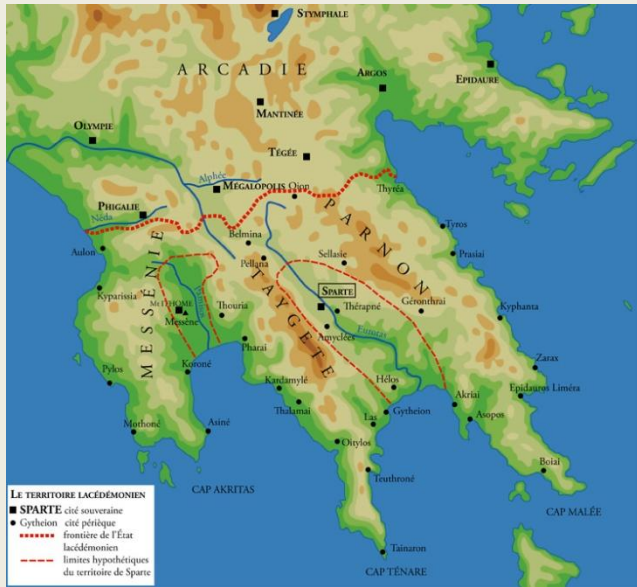 STYMPHALE
ARCADIE
ARGOS
EPIDAURE
MANTINÉE
OLYMPIE
TÉGÉE
Alphée
MÉGALOPOLIS
Oion
Thyréa
PHIGALIE
Néda
PARNON
Tyros
Belmina
Aulon
Sellasie
Prasiai
Pellana
MESSÉNIE
TAYGETE
Kyparissia
SPARTE
Thérapné
Géronthrai
Mt ITHOME
Thouria
Messène
Kyphanta
Amyclées
Eurotas
Pharai
Zarax
Koroné
Pylos
Kardamylé
Hélos
Epidauros Liméra
Thalamai
Gytheion
Akriai
Las
Asopos
Mothoné
Asiné
Oitylos
Boiai
Teuthroné
CAP AKRITAS
CAP MALÉE
Tainaron
CAP TÉNARE
LE TERRITOIRE LACÉDÉMONIEN
SPARTE cité souveraine
Gytheion cité périèque
frontière de l'État
lacédémonien
limites hypothétiques
du territoire de Sparte